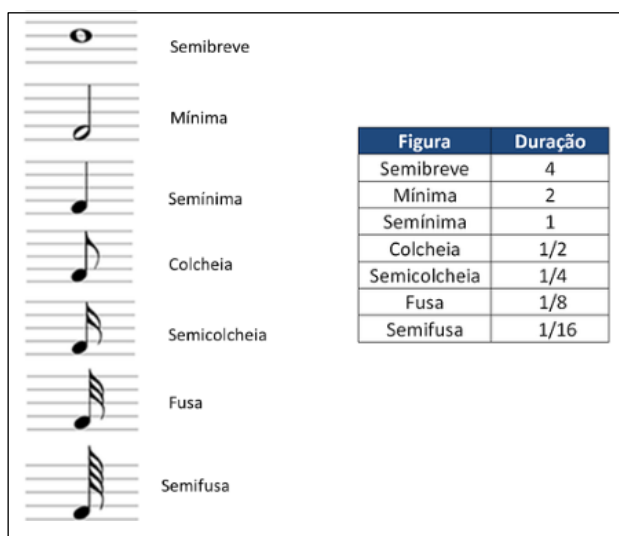 Semibreve
Mínima
Semínima
Colcheia
Semicolcheia
Fusa
Semifusa
Figura Duração
Semibreve 4
Mínima 2
Semínima 1
Colcheia 1/2
Semicolcheia 1/4
Fusa 1/8
Semifusa 1/16